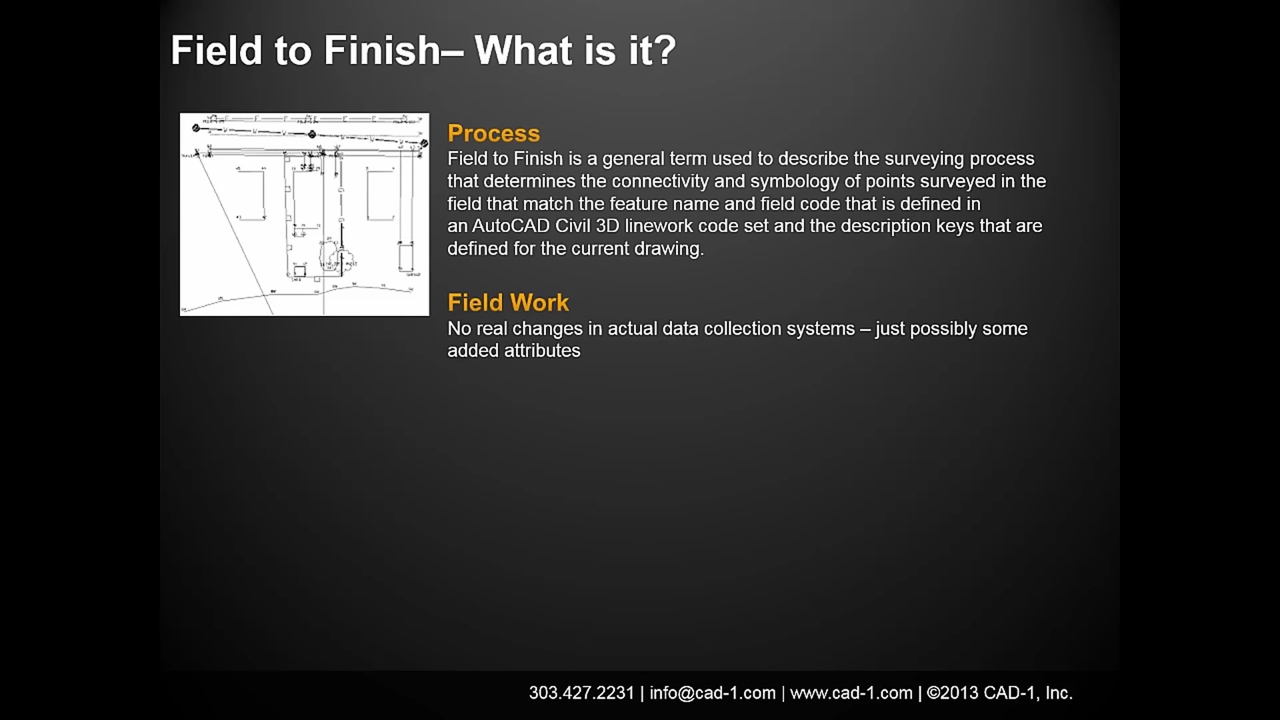 Field to Finish– What is it?
Process
Field to Finish is a general term used to describe the surveying process
that determines the connectivity and symbology of points surveyed in the
field that match the feature name and field code that is defined in
an AutoCAD Civil 3D linework code set and the description keys that are
defined for the current drawing.
Field Work
No real changes in actual data collection systems – just possibly some
added attributes
303.427.2231 | info@cad-1.com | www.cad-1.com | ©2013 CAD-1, Inc.